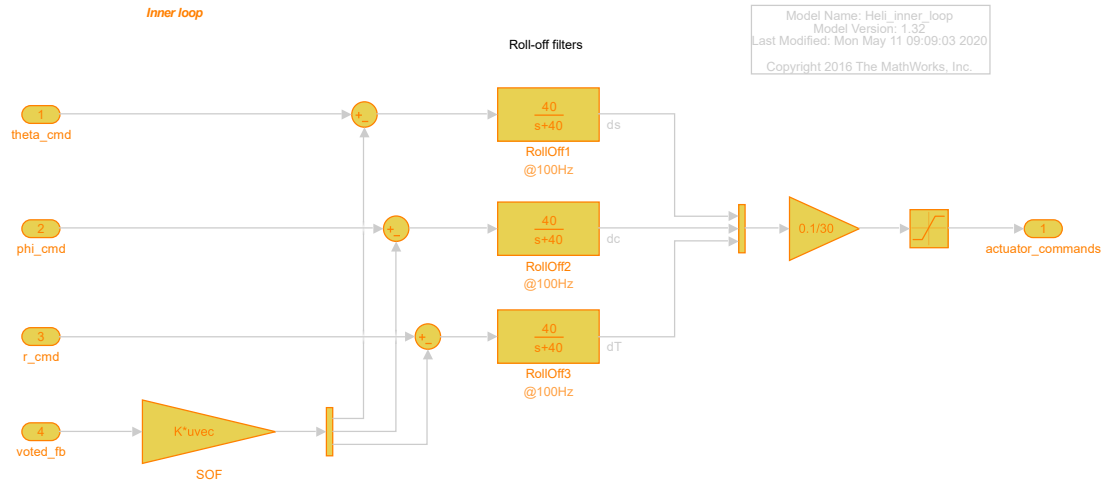 Inner loop
Model Name: Heli_inner_loop
Model Version: 1.32
Last Modified: Mon May 11 09:09:03 2020
Copyright 2016 The MathWorks, Inc.
Roll-off filters
1
theta_cmd
+_
40
s+40
ds
RollOff1
@100Hz
2
phi_cmd
+_
40
s+40
dc
RollOff2
@100Hz
0.1/30
1
actuator_commands
3
r_cmd
+_
40
s+40
dT
RollOff3
@100Hz
4
voted_fb
K*uvec
SOF